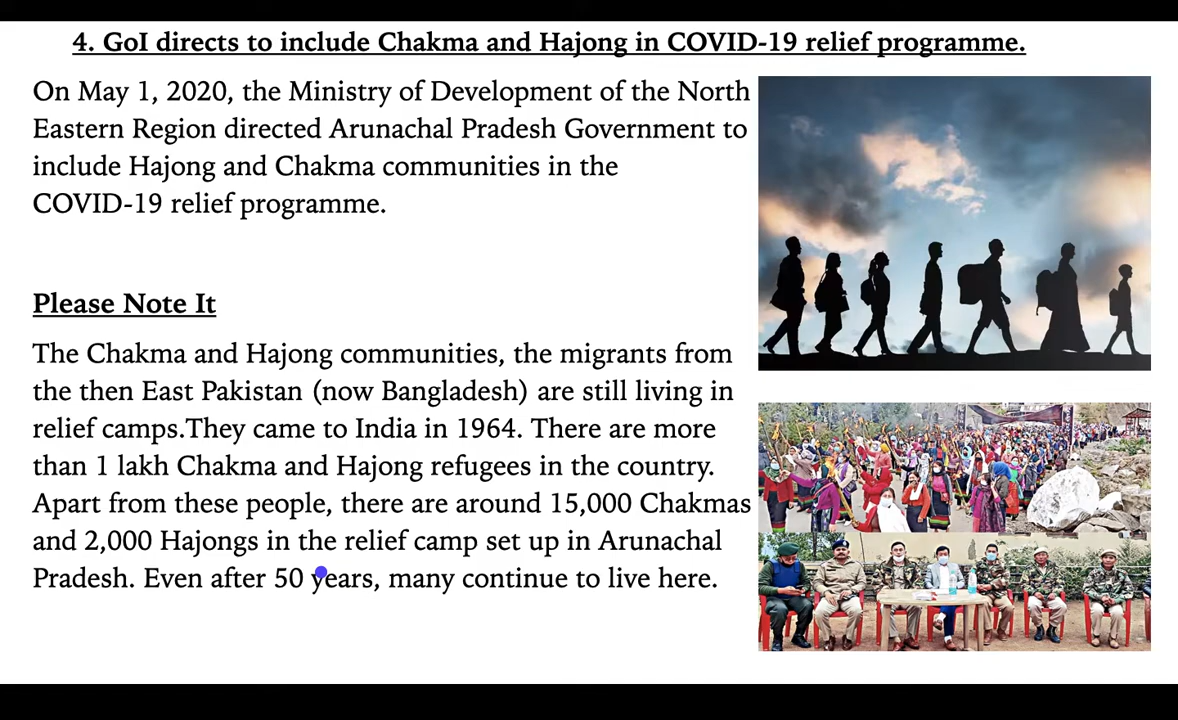 4. GoI directs to include Chakma and Hajong in COVID-19 relief programme.
On May 1, 2020, the Ministry of Development of the North
Eastern Region directed Arunachal Pradesh Government to
include Hajong and Chakma communities in the
COVID-19 relief programme.
Please Note It
The Chakma and Hajong communities, the migrants from
the then East Pakistan (now Bangladesh) are still living in
relief camps.They came to India in 1964. There are more
than 1 lakh Chakma and Hajong refugees in the country.
Apart from these people, there are around 15,000 Chakmas
and 2,000 Hajongs in the relief camp set up in Arunachal
Pradesh. Even after 50 years, many continue to live here.